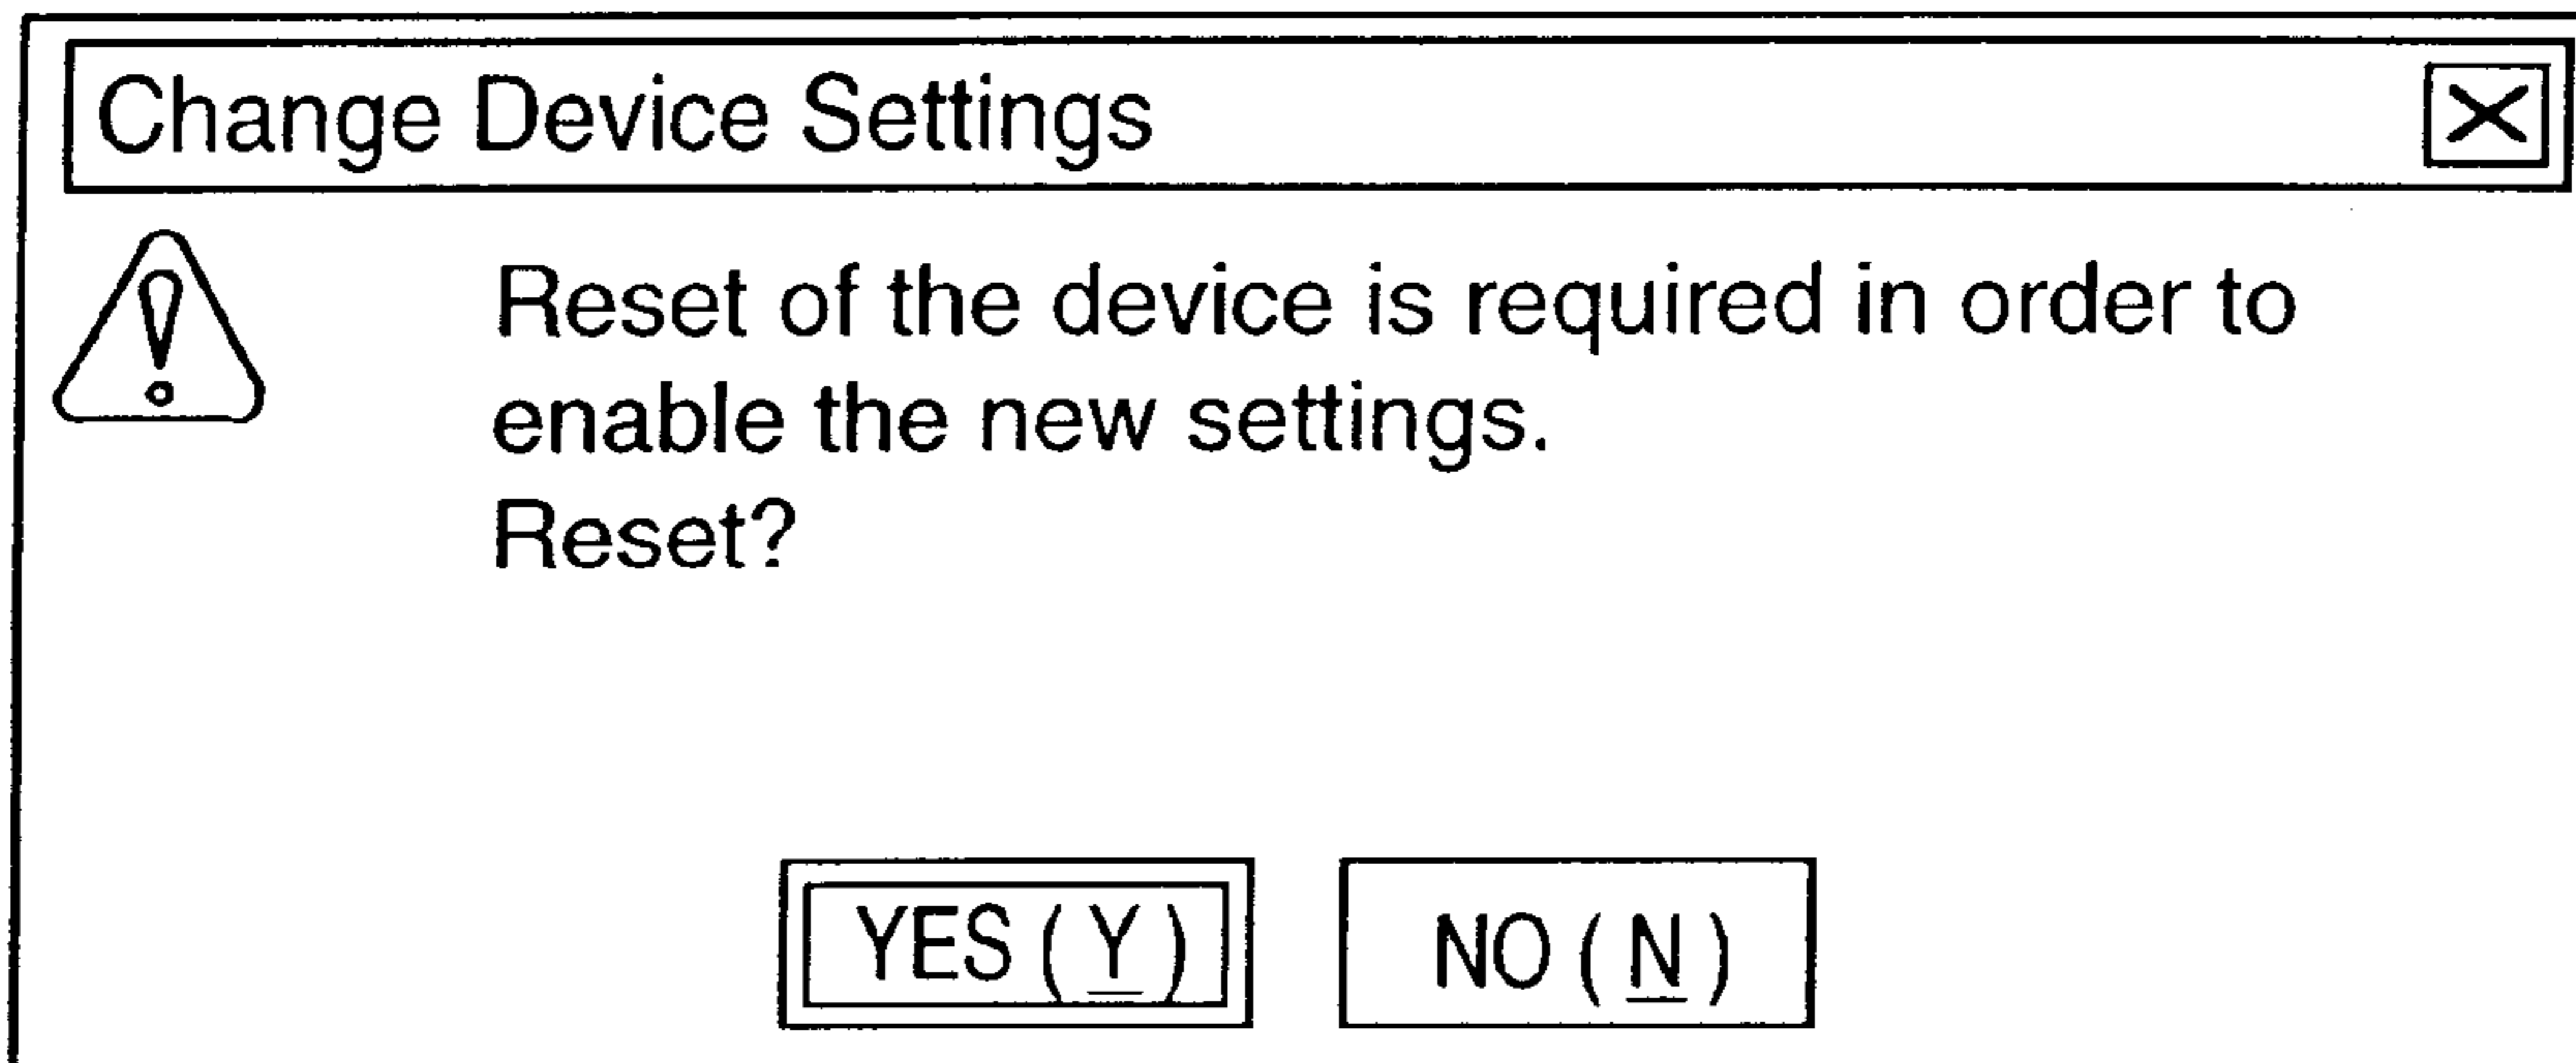 Change Device Settings
Reset of the device is required in order to
enable the new settings.
Reset?
YES (Y) NO (N)